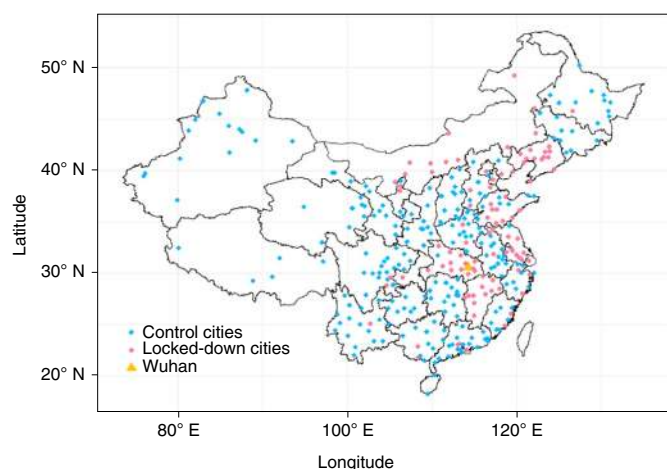 50° N
40° N
30° N
20° N
Latitude
Control cities
Locked-down cities
Wuhan
80° E 100° E 120° E
Longitude